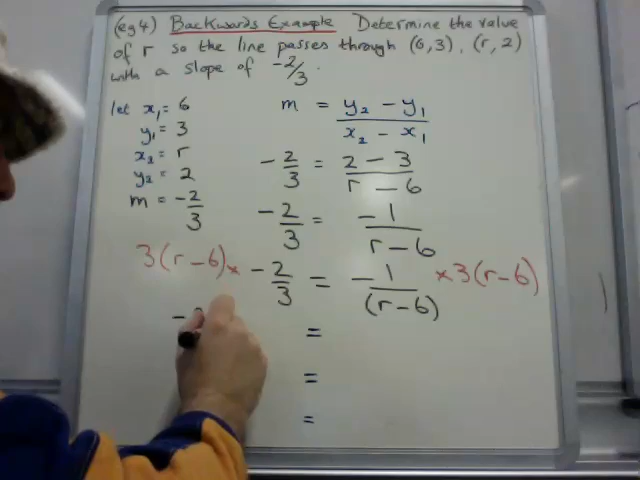 (eg4) Backwards Example Determine the value
of r so the line passes through (6,3), (r,2)
with a slope of -2/3.
let x₁ = 6
y₁ = 3
x₂ = r
y₂ = 2
m = -2/3
m = (y₂ - y₁)/(x₂ - x₁)
-2/3 = (2 - 3)/(r - 6)
-2/3 = -1/(r - 6)
3(r - 6) × -2/3 = -1/(r - 6) × 3(r - 6)
- =
=
=